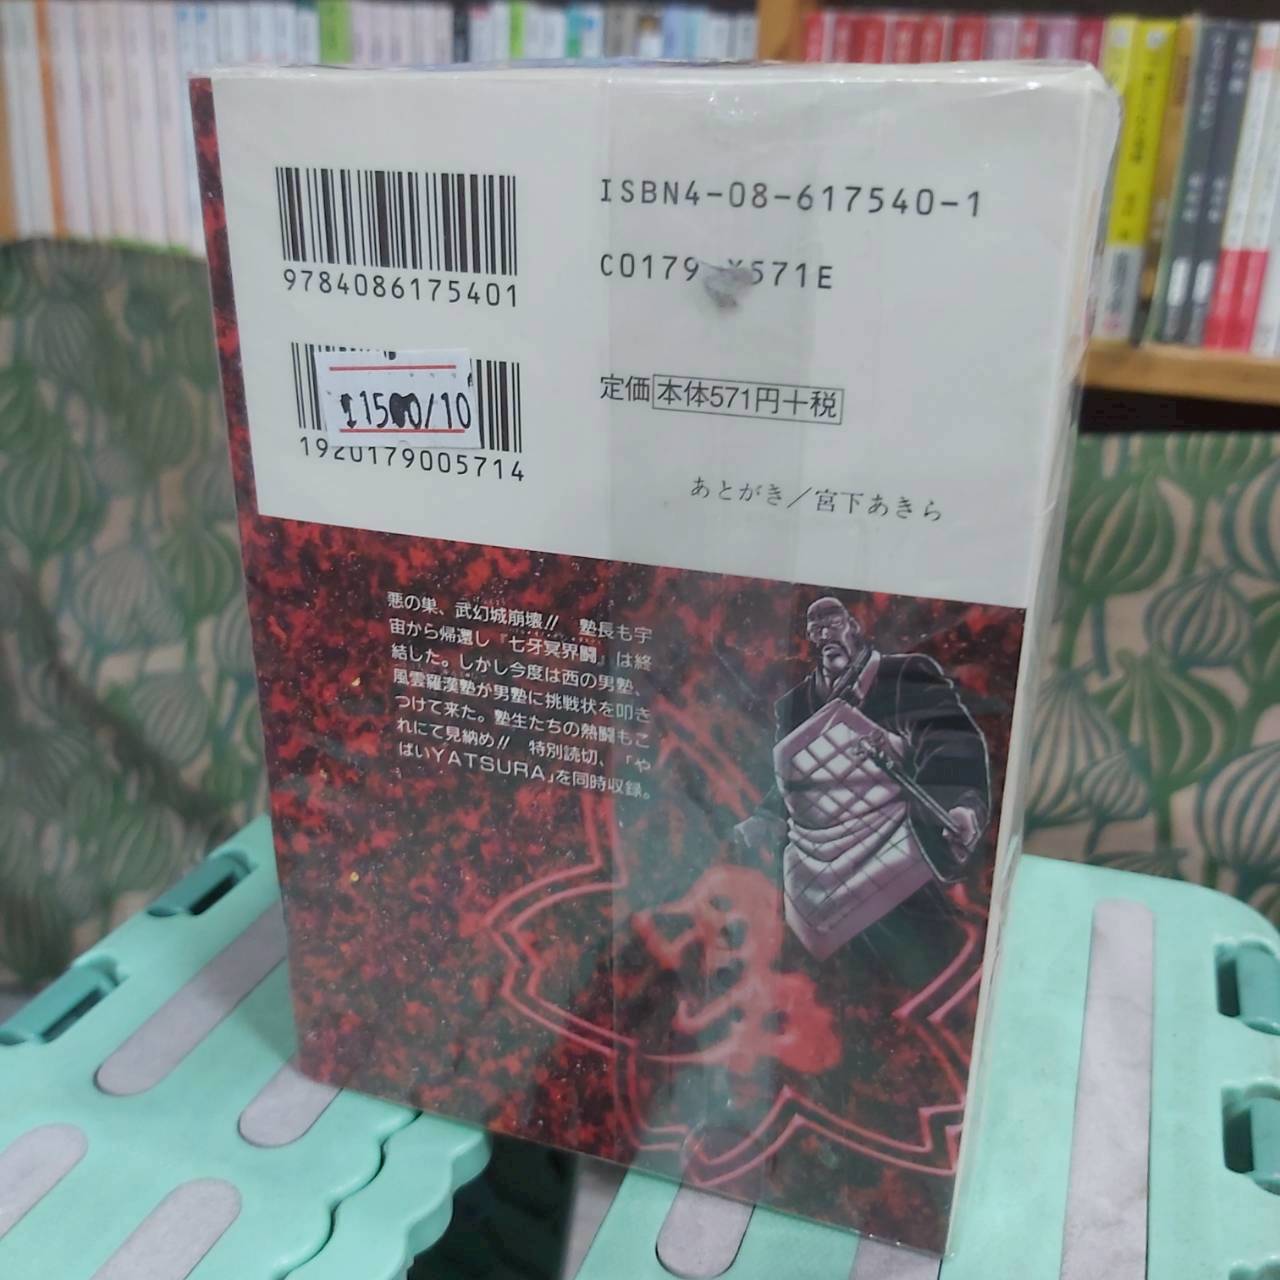 9784086175401
ISBN4-08-617540-1
C0179 ¥571E
11500/10
1920179005714
定価 本体571円十税
あとがき／宮下あきら
悪の巣、武幻城崩壊!!　塾長も宇
宙から帰還し『七牙冥界闘』は終
結した。しかし今度は西の男塾、
風雲羅漢塾が男塾に挑戦状を叩き
つけて来た。塾生たちの熱闘もこ
れにて見納め!!　特別読切、「や
ばいYATSURA」を同時収録。